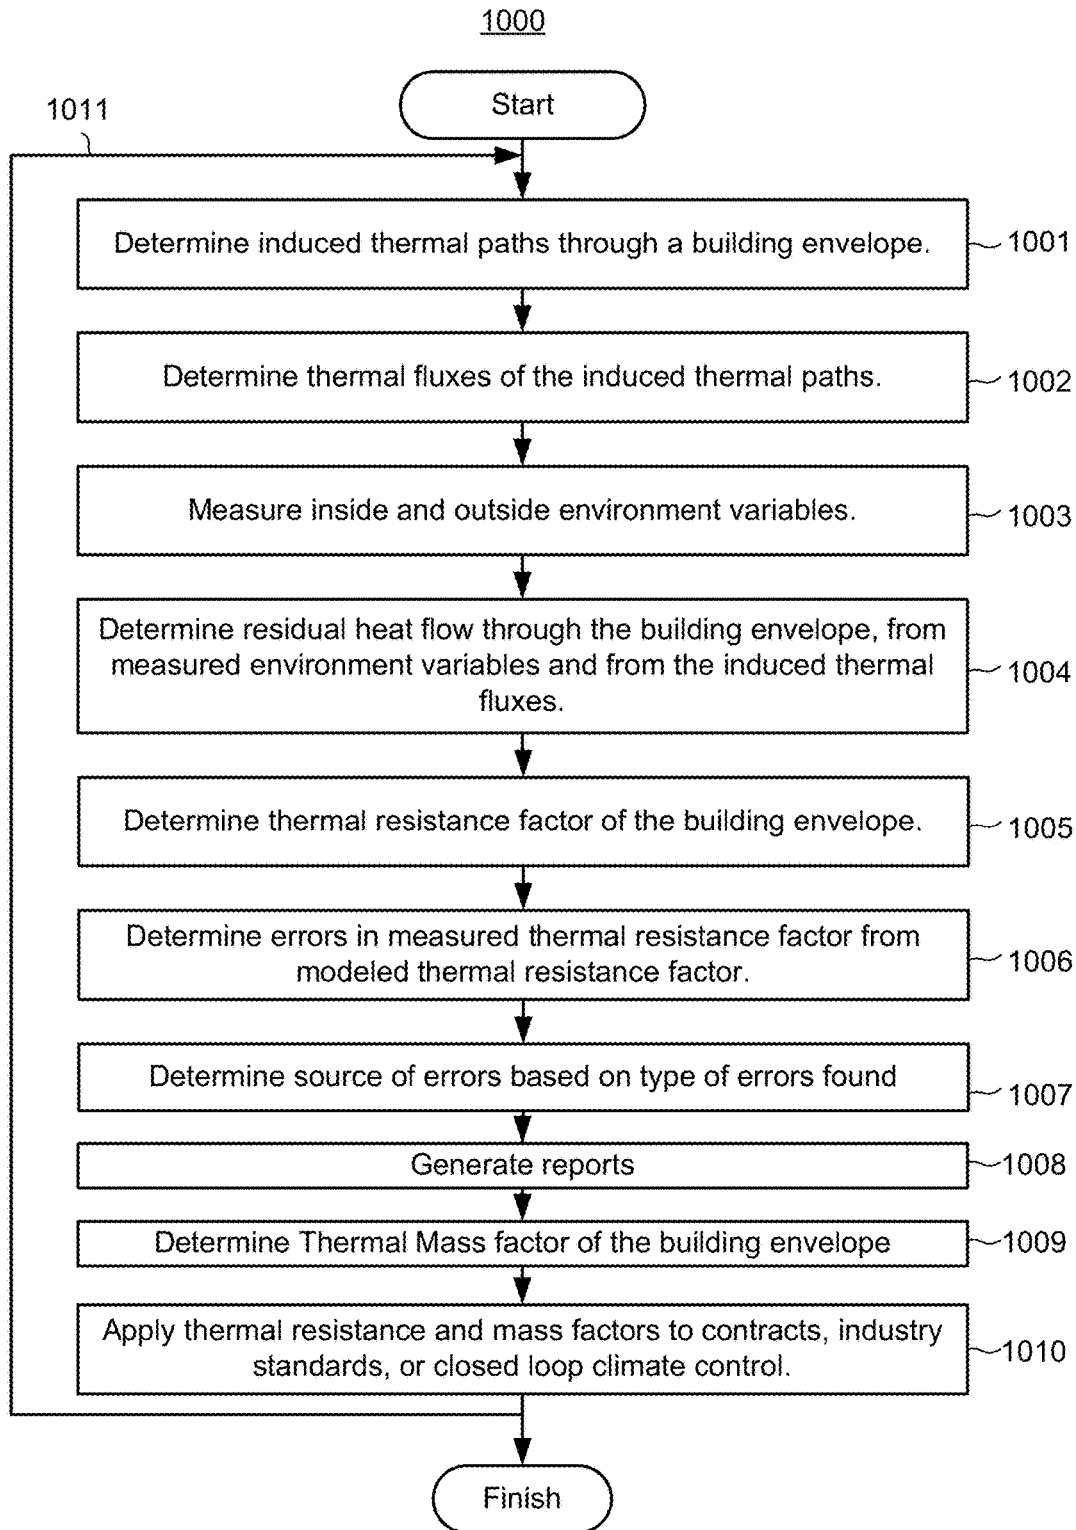 1000
Start
1011
Determine induced thermal paths through a building envelope.
1001
Determine thermal fluxes of the induced thermal paths.
1002
Measure inside and outside environment variables.
1003
Determine residual heat flow through the building envelope, from
measured environment variables and from the induced thermal
fluxes.
1004
Determine thermal resistance factor of the building envelope.
1005
Determine errors in measured thermal resistance factor from
modeled thermal resistance factor.
1006
Determine source of errors based on type of errors found
1007
Generate reports
1008
Determine Thermal Mass factor of the building envelope
1009
Apply thermal resistance and mass factors to contracts, industry
standards, or closed loop climate control.
1010
Finish